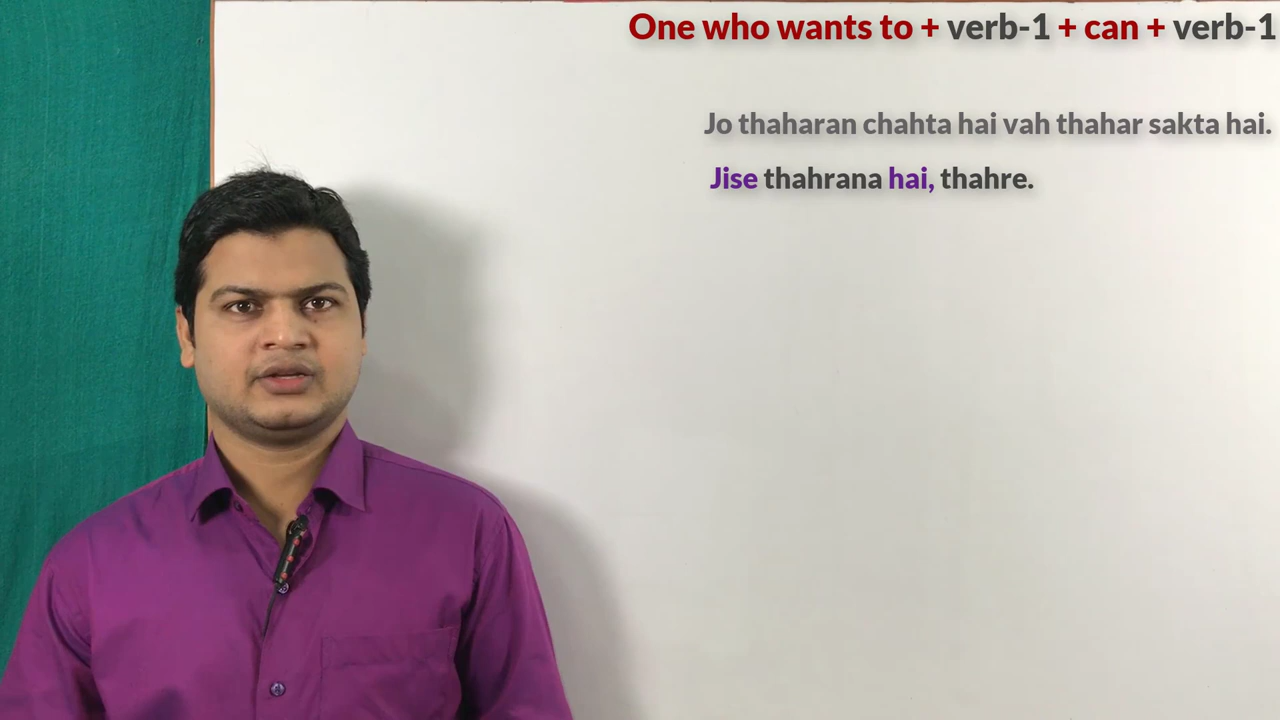 One who wants to + verb-1 + can + verb-1
Jo thaharan chahta hai vah thahar sakta hai.
Jise thahrana hai, thahre.